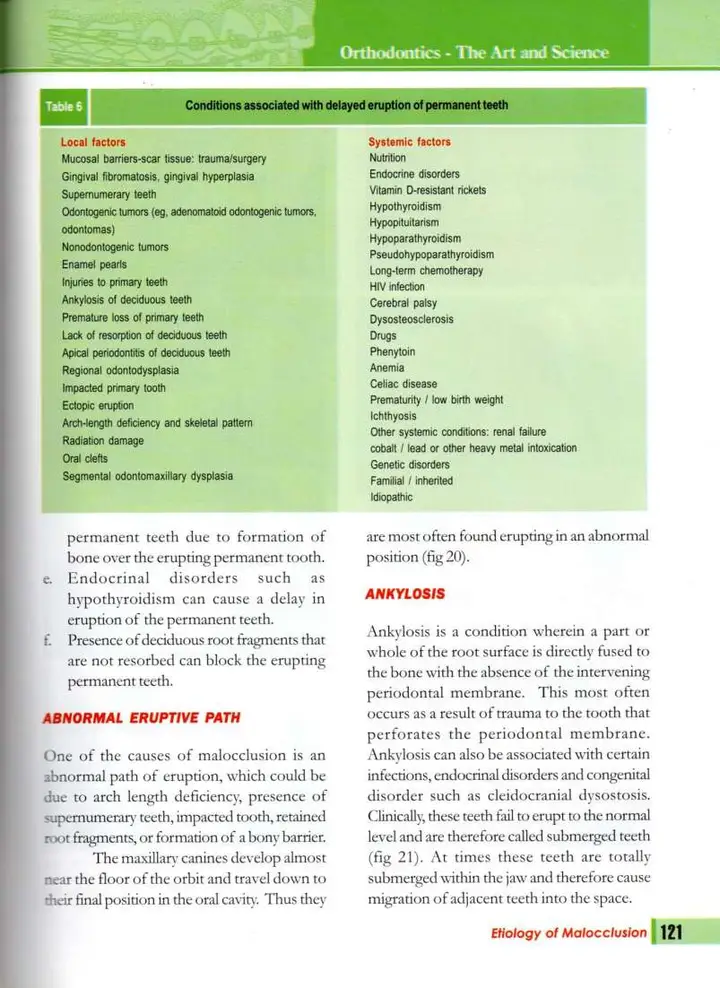 Orthodontics - The Art and Science
Table 6
Conditions associated with delayed eruption of permanent teeth
Local factors
Mucosal barriers-scar tissue: trauma/surgery
Gingival fibromatosis, gingival hyperplasia
Supernumerary teeth
Odontogenic tumors (eg, adenomatoid odontogenic tumors,
odontomas)
Nonodontogenic tumors
Enamel pearls
Injuries to primary teeth
Ankylosis of deciduous teeth
Premature loss of primary teeth
Lack of resorption of deciduous teeth
Apical periodontitis of deciduous teeth
Regional odontodysplasia
Impacted primary tooth
Ectopic eruption
Arch-length deficiency and skeletal pattern
Radiation damage
Oral clefts
Segmental odontomaxillary dysplasia
Systemic factors
Nutrition
Endocrine disorders
Vitamin D-resistant rickets
Hypothyroidism
Hypopituitarism
Hypoparathyroidism
Pseudohypoparathyroidism
Long-term chemotherapy
HIV infection
Cerebral palsy
Dysosteosclerosis
Drugs
Phenytoin
Anemia
Celiac disease
Prematurity / low birth weight
Ichthyosis
Other systemic conditions: renal failure
cobalt / lead or other heavy metal intoxication
Genetic disorders
Familial / inherited
Idiopathic
permanent teeth due to formation of
bone over the erupting permanent tooth.
e. Endocrinal disorders such as
hypothyroidism can cause a delay in
eruption of the permanent teeth.
f. Presence of deciduous root fragments that
are not resorbed can block the erupting
permanent teeth.
ABNORMAL ERUPTIVE PATH
One of the causes of malocclusion is an
abnormal path of eruption, which could be
due to arch length deficiency, presence of
supernumerary teeth, impacted tooth, retained
root fragments, or formation of a bony barrier.
The maxillary canines develop almost
near the floor of the orbit and travel down to
their final position in the oral cavity. Thus they
are most often found erupting in an abnormal
position (fig 20).
ANKYLOSIS
Ankylosis is a condition wherein a part or
whole of the root surface is directly fused to
the bone with the absence of the intervening
periodontal membrane. This most often
occurs as a result of trauma to the tooth that
perforates the periodontal membrane.
Ankylosis can also be associated with certain
infections, endocrinal disorders and congenital
disorder such as cleidocranial dysostosis.
Clinically, these teeth fail to erupt to the normal
level and are therefore called submerged teeth
(fig 21). At times these teeth are totally
submerged within the jaw and therefore cause
migration of adjacent teeth into the space.
Etiology of Malocclusion 121